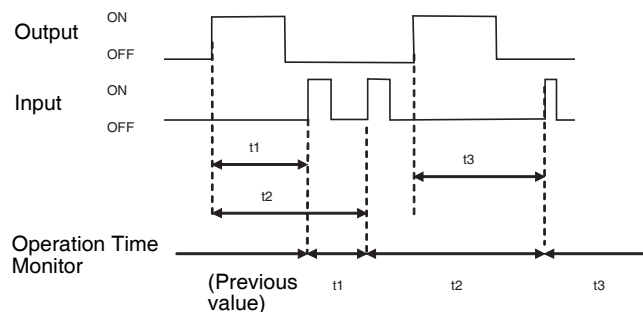 Output
ON
OFF
Input
ON
OFF
t1
t3
t2
Operation Time
Monitor
(Previous
value)
t1
t2
t3